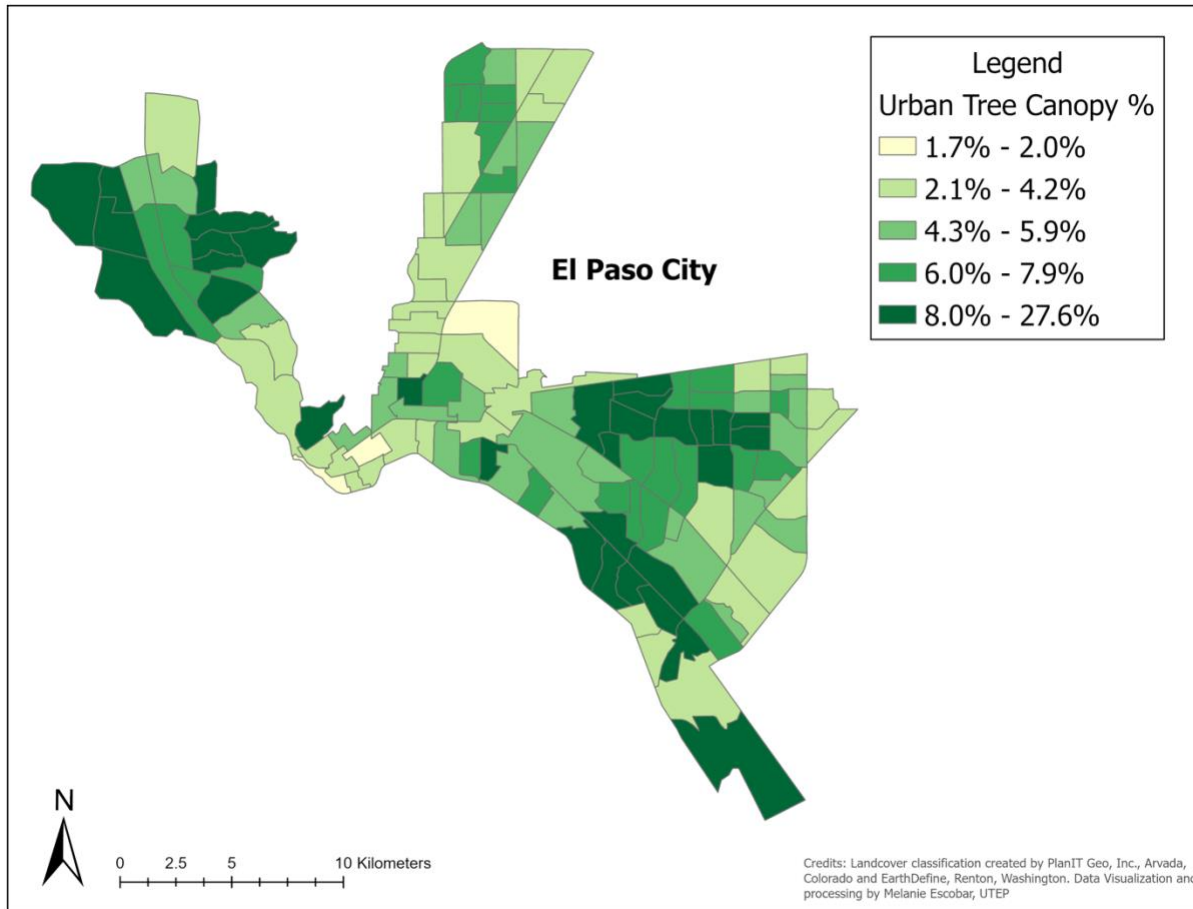 Legend
Urban Tree Canopy %
1.7% - 2.0%
2.1% - 4.2%
4.3% - 5.9%
6.0% - 7.9%
8.0% - 27.6%
El Paso City
N
0 2.5 5 10 Kilometers
Credits: Landcover classification created by PlanIT Geo, Inc., Arvada,
Colorado and EarthDefine, Renton, Washington. Data Visualization and
processing by Melanie Escobar, UTEP